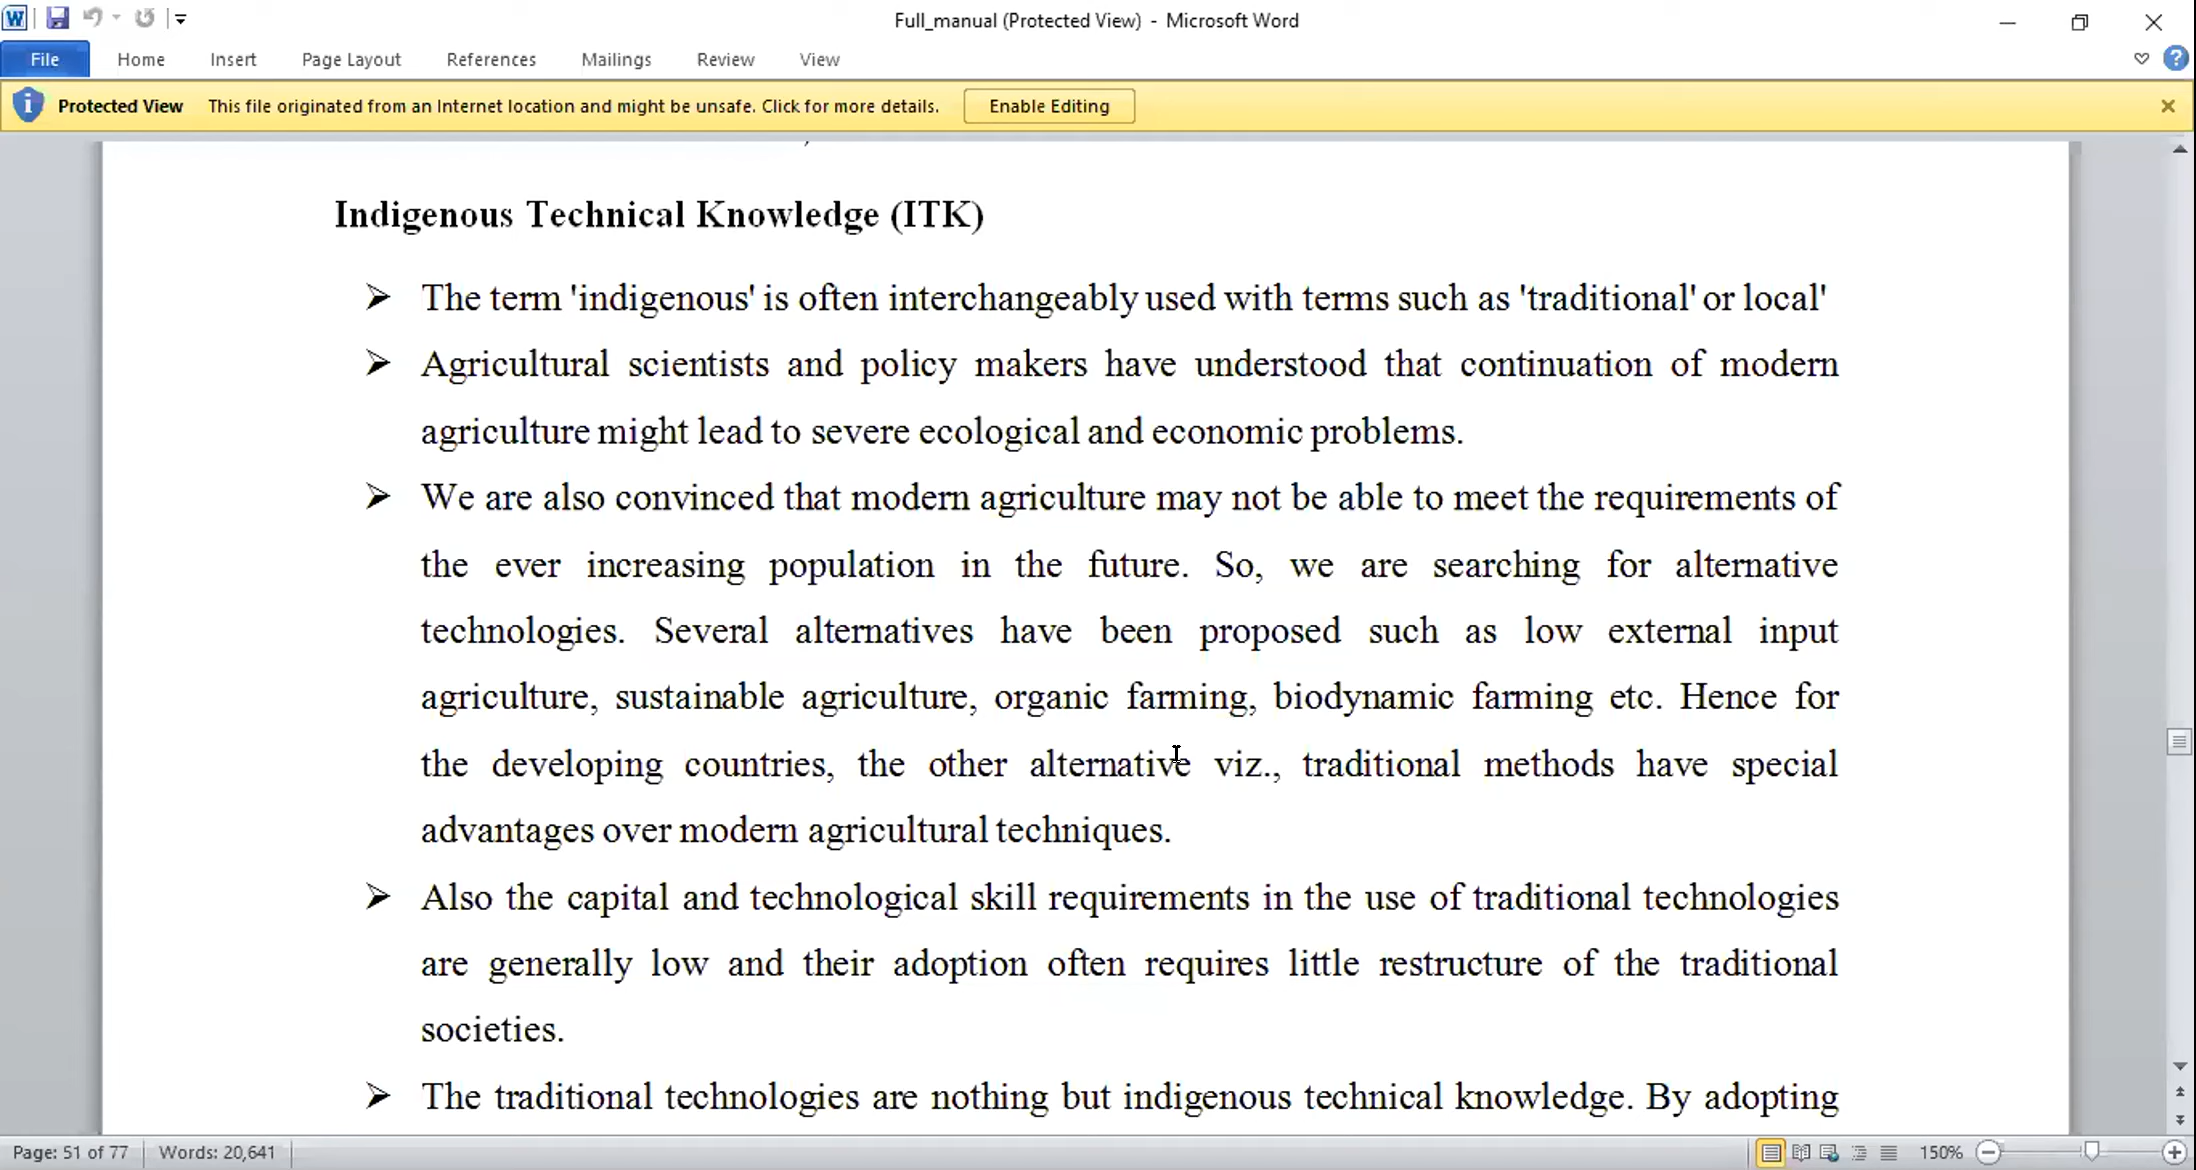 Full_manual (Protected View) - Microsoft Word
File Home Insert Page Layout References Mailings Review View
Protected View This file originated from an Internet location and might be unsafe. Click for more details. Enable Editing
Indigenous Technical Knowledge (ITK)
The term 'indigenous' is often interchangeably used with terms such as 'traditional' or local'
Agricultural scientists and policy makers have understood that continuation of modern
agriculture might lead to severe ecological and economic problems.
We are also convinced that modern agriculture may not be able to meet the requirements of
the ever increasing population in the future. So, we are searching for alternative
technologies. Several alternatives have been proposed such as low external input
agriculture, sustainable agriculture, organic farming, biodynamic farming etc. Hence for
the developing countries, the other alternative viz., traditional methods have special
advantages over modern agricultural techniques.
Also the capital and technological skill requirements in the use of traditional technologies
are generally low and their adoption often requires little restructure of the traditional
societies.
The traditional technologies are nothing but indigenous technical knowledge. By adopting
Page: 51 of 77 Words: 20,641 150%